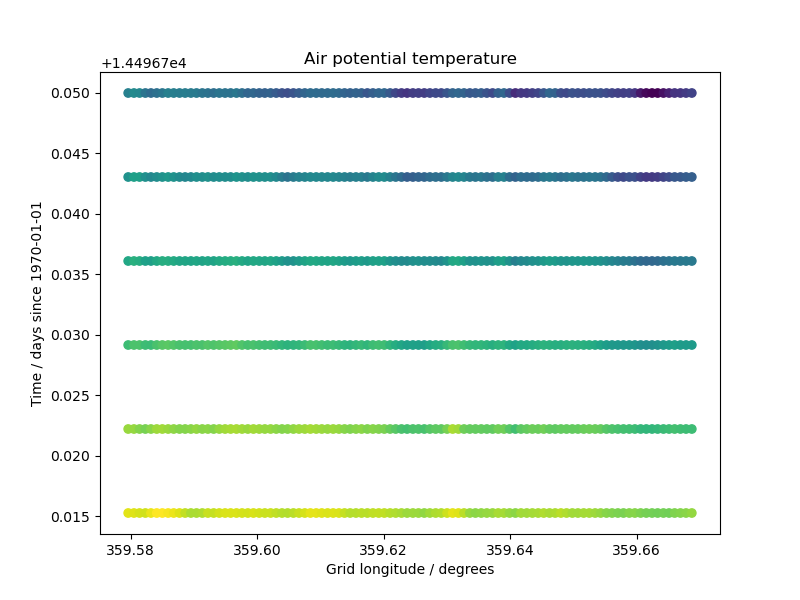 Air potential temperature
+1.44967e4
0.050
0.045
0.040
0.035
0.030
0.025
0.020
0.015
Time / days since 1970-01-01
359.58 359.60 359.62 359.64 359.66
Grid longitude / degrees